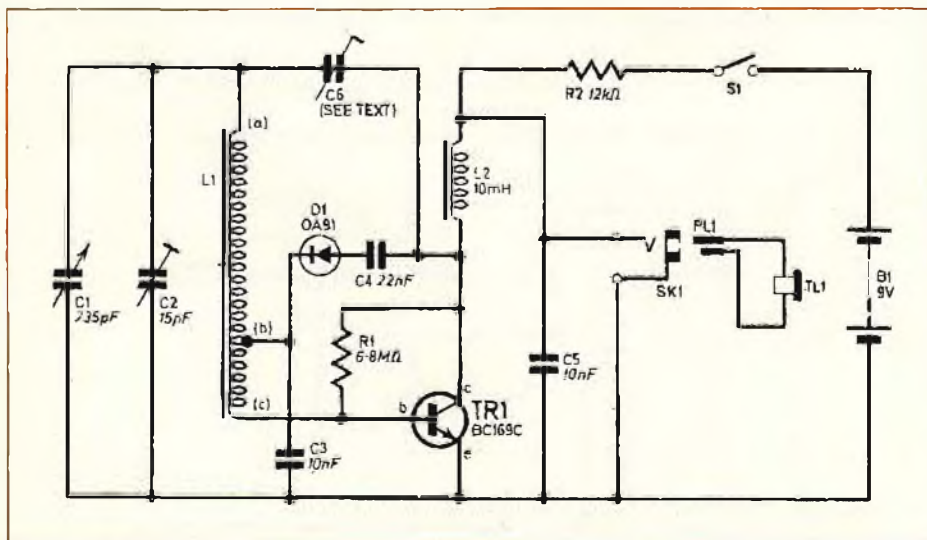 C6
(SEE TEXT)
R2 12kΩ
S1
(a)
L1
L2
10mH
D1
OA91
C4 22nF
PL1
SK1
TL1
B1
9V
C1
235pF
C2
15pF
(b)
R1
6·8MΩ
C5
10nF
(c)
b
c
TR1
BC169C
e
C3
10nF